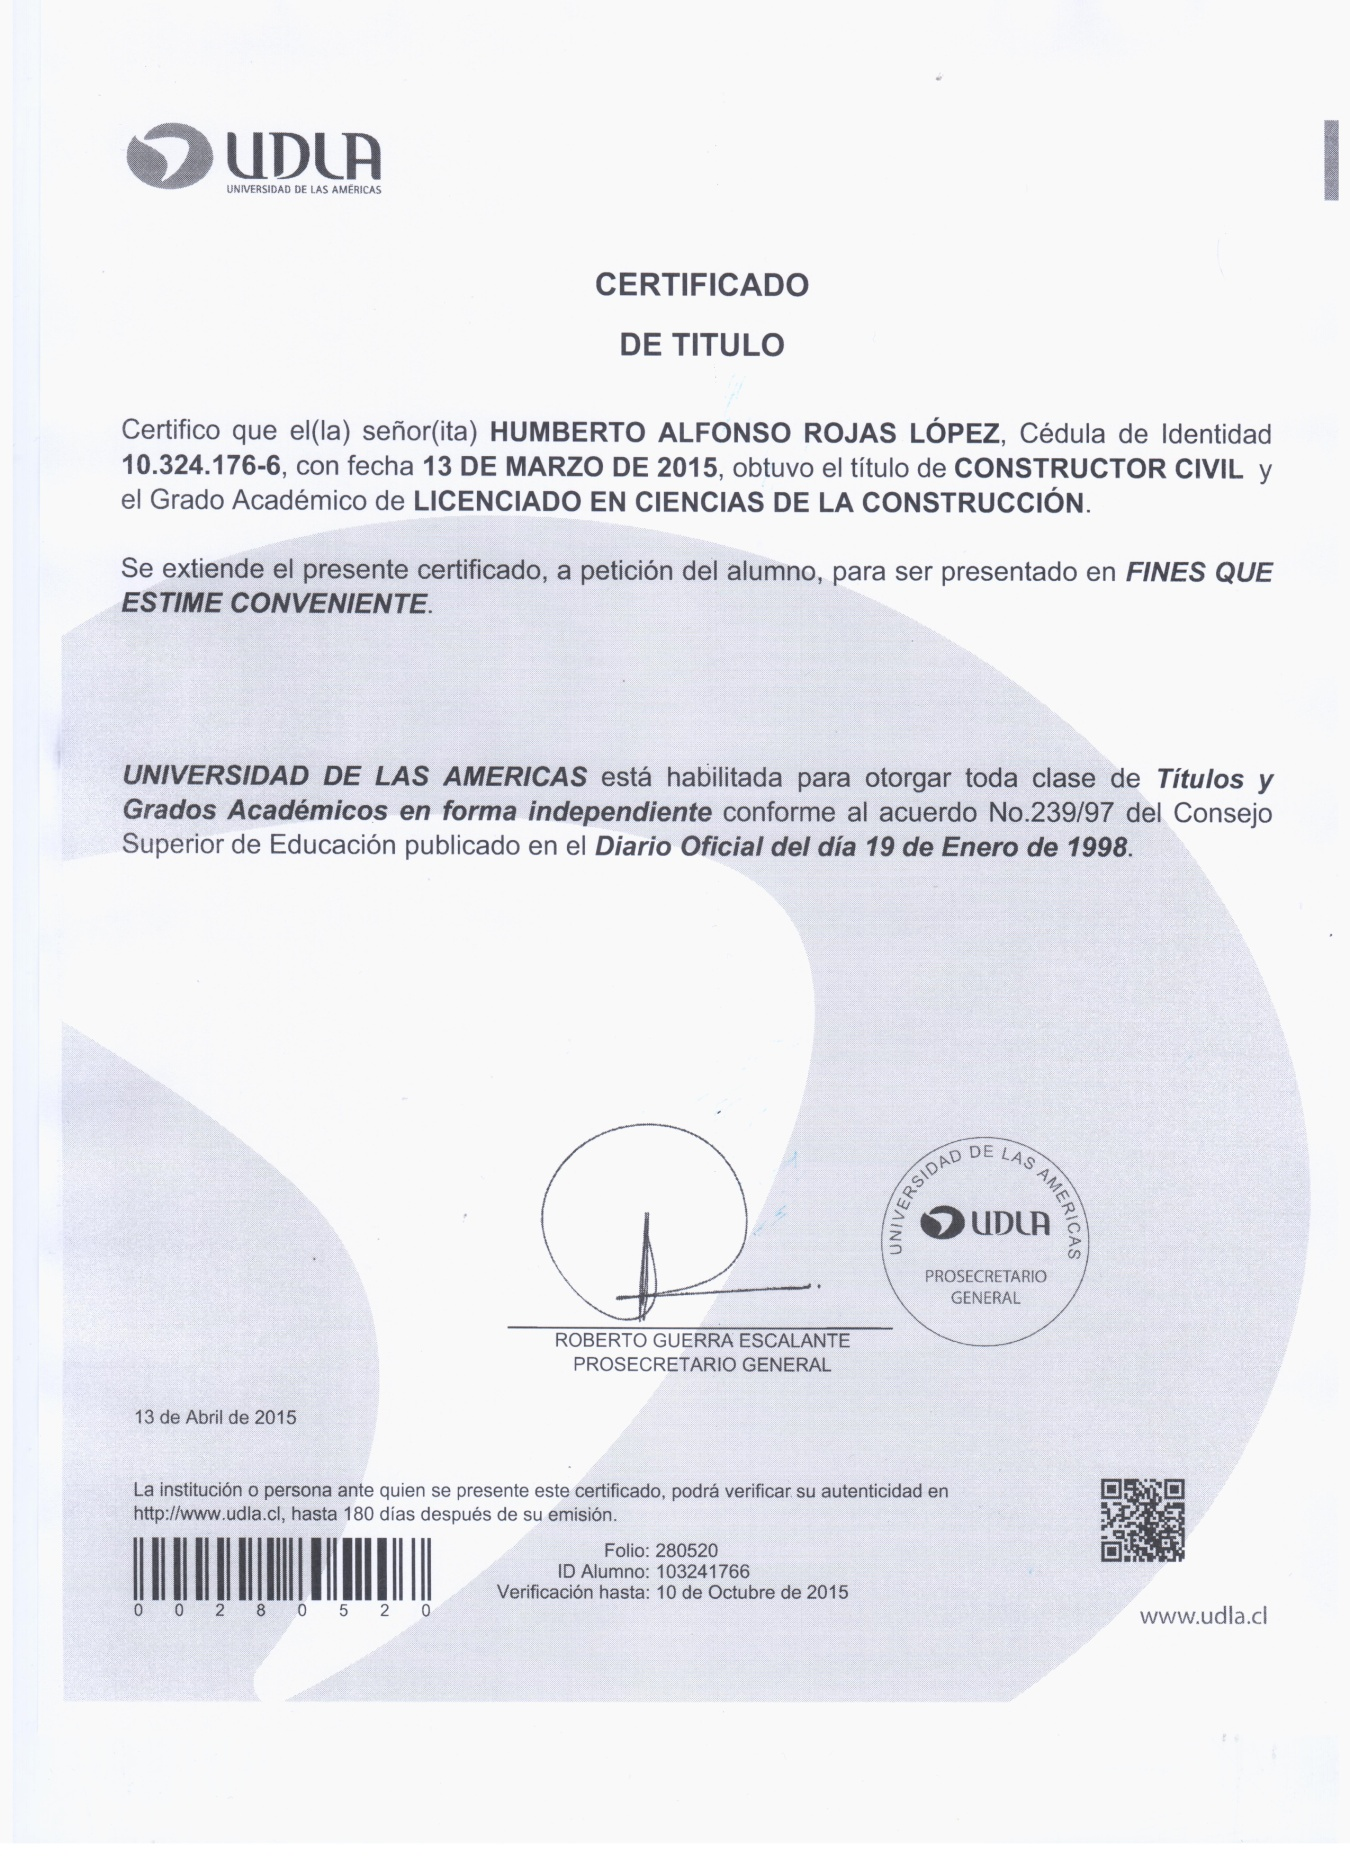 UDLA
UNIVERSIDAD DE LAS AMÉRICAS
CERTIFICADO
DE TITULO
Certifico que el(la) señor(ita) HUMBERTO ALFONSO ROJAS LÓPEZ, Cédula de Identidad
10.324.176-6, con fecha 13 DE MARZO DE 2015, obtuvo el título de CONSTRUCTOR CIVIL y
el Grado Académico de LICENCIADO EN CIENCIAS DE LA CONSTRUCCIÓN.
Se extiende el presente certificado, a petición del alumno, para ser presentado en FINES QUE
ESTIME CONVENIENTE.
UNIVERSIDAD DE LAS AMERICAS está habilitada para otorgar toda clase de Títulos y
Grados Académicos en forma independiente conforme al acuerdo No.239/97 del Consejo
Superior de Educación publicado en el Diario Oficial del día 19 de Enero de 1998.
UNIVERSIDAD DE LAS AMERICAS
UDLA
PROSECRETARIO
GENERAL
ROBERTO GUERRA ESCALANTE
PROSECRETARIO GENERAL
13 de Abril de 2015
La institución o persona ante quien se presente este certificado, podrá verificar su autenticidad en
http://www.udla.cl, hasta 180 días después de su emisión.
Folio: 280520
ID Alumno: 103241766
Verificación hasta: 10 de Octubre de 2015
0 0 2 8 0 5 2 0
www.udla.cl